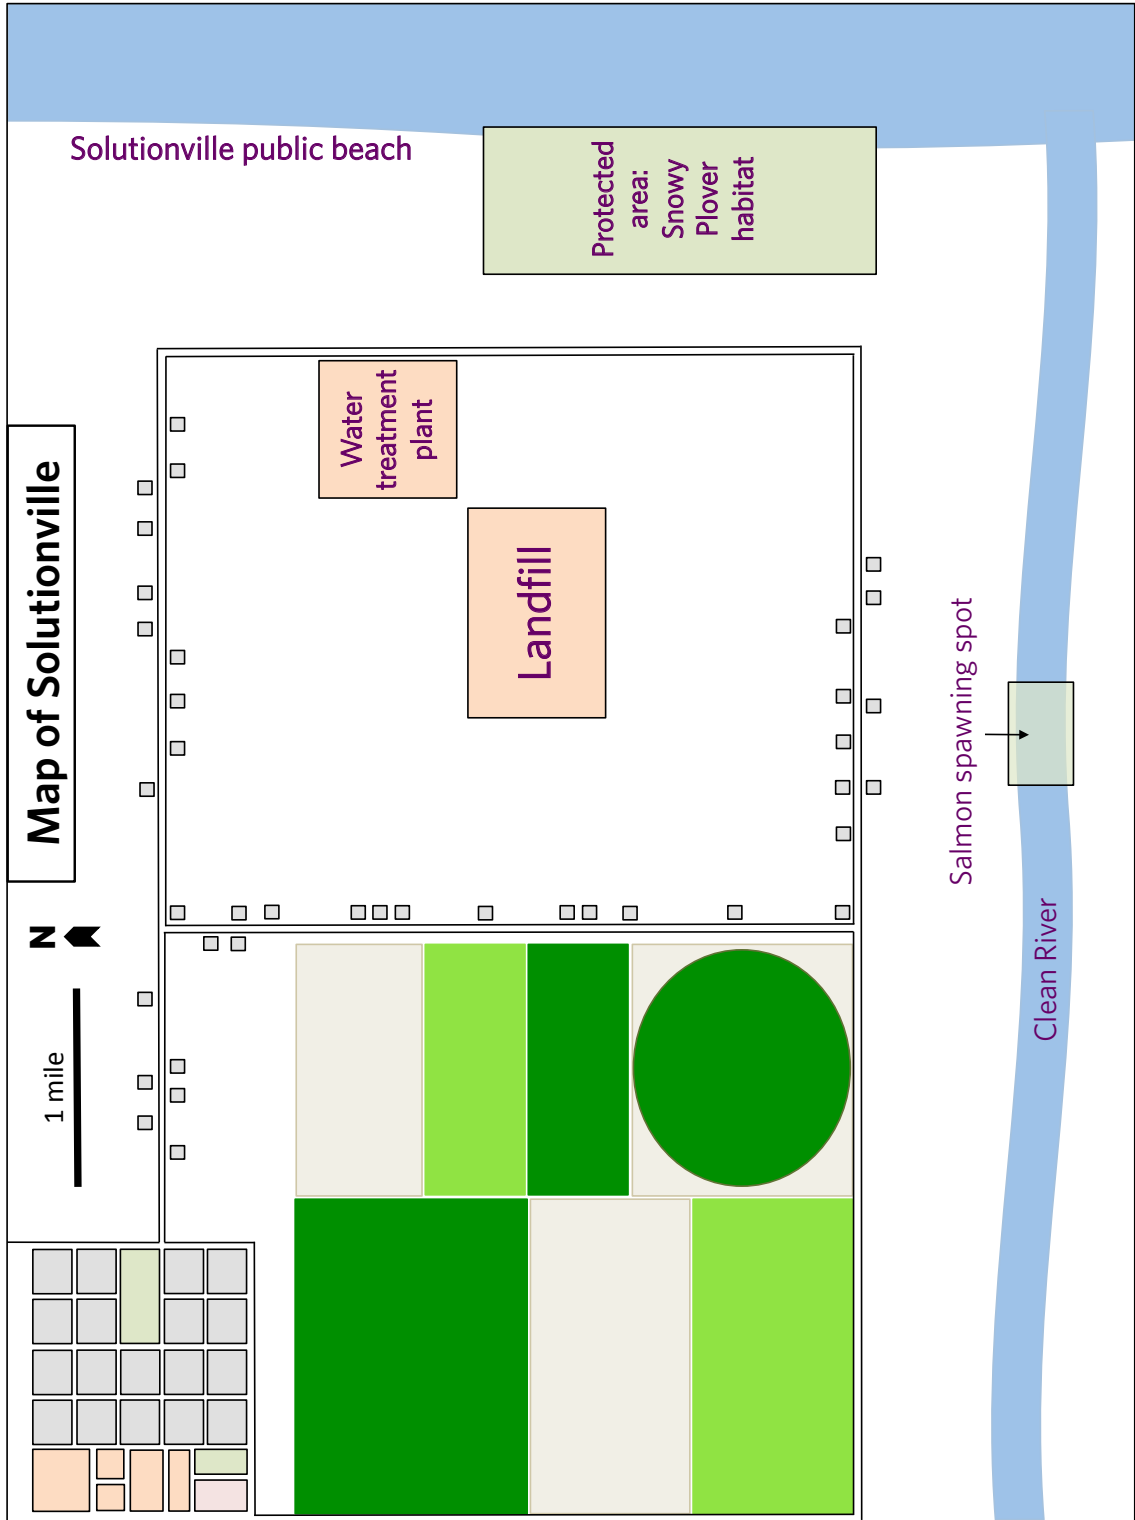 Map of Solutionville
N
1 mile
Solutionville public beach
Protected
area:
Snowy
Plover
habitat
Water
treatment
plant
Landfill
Salmon spawning spot
Clean River